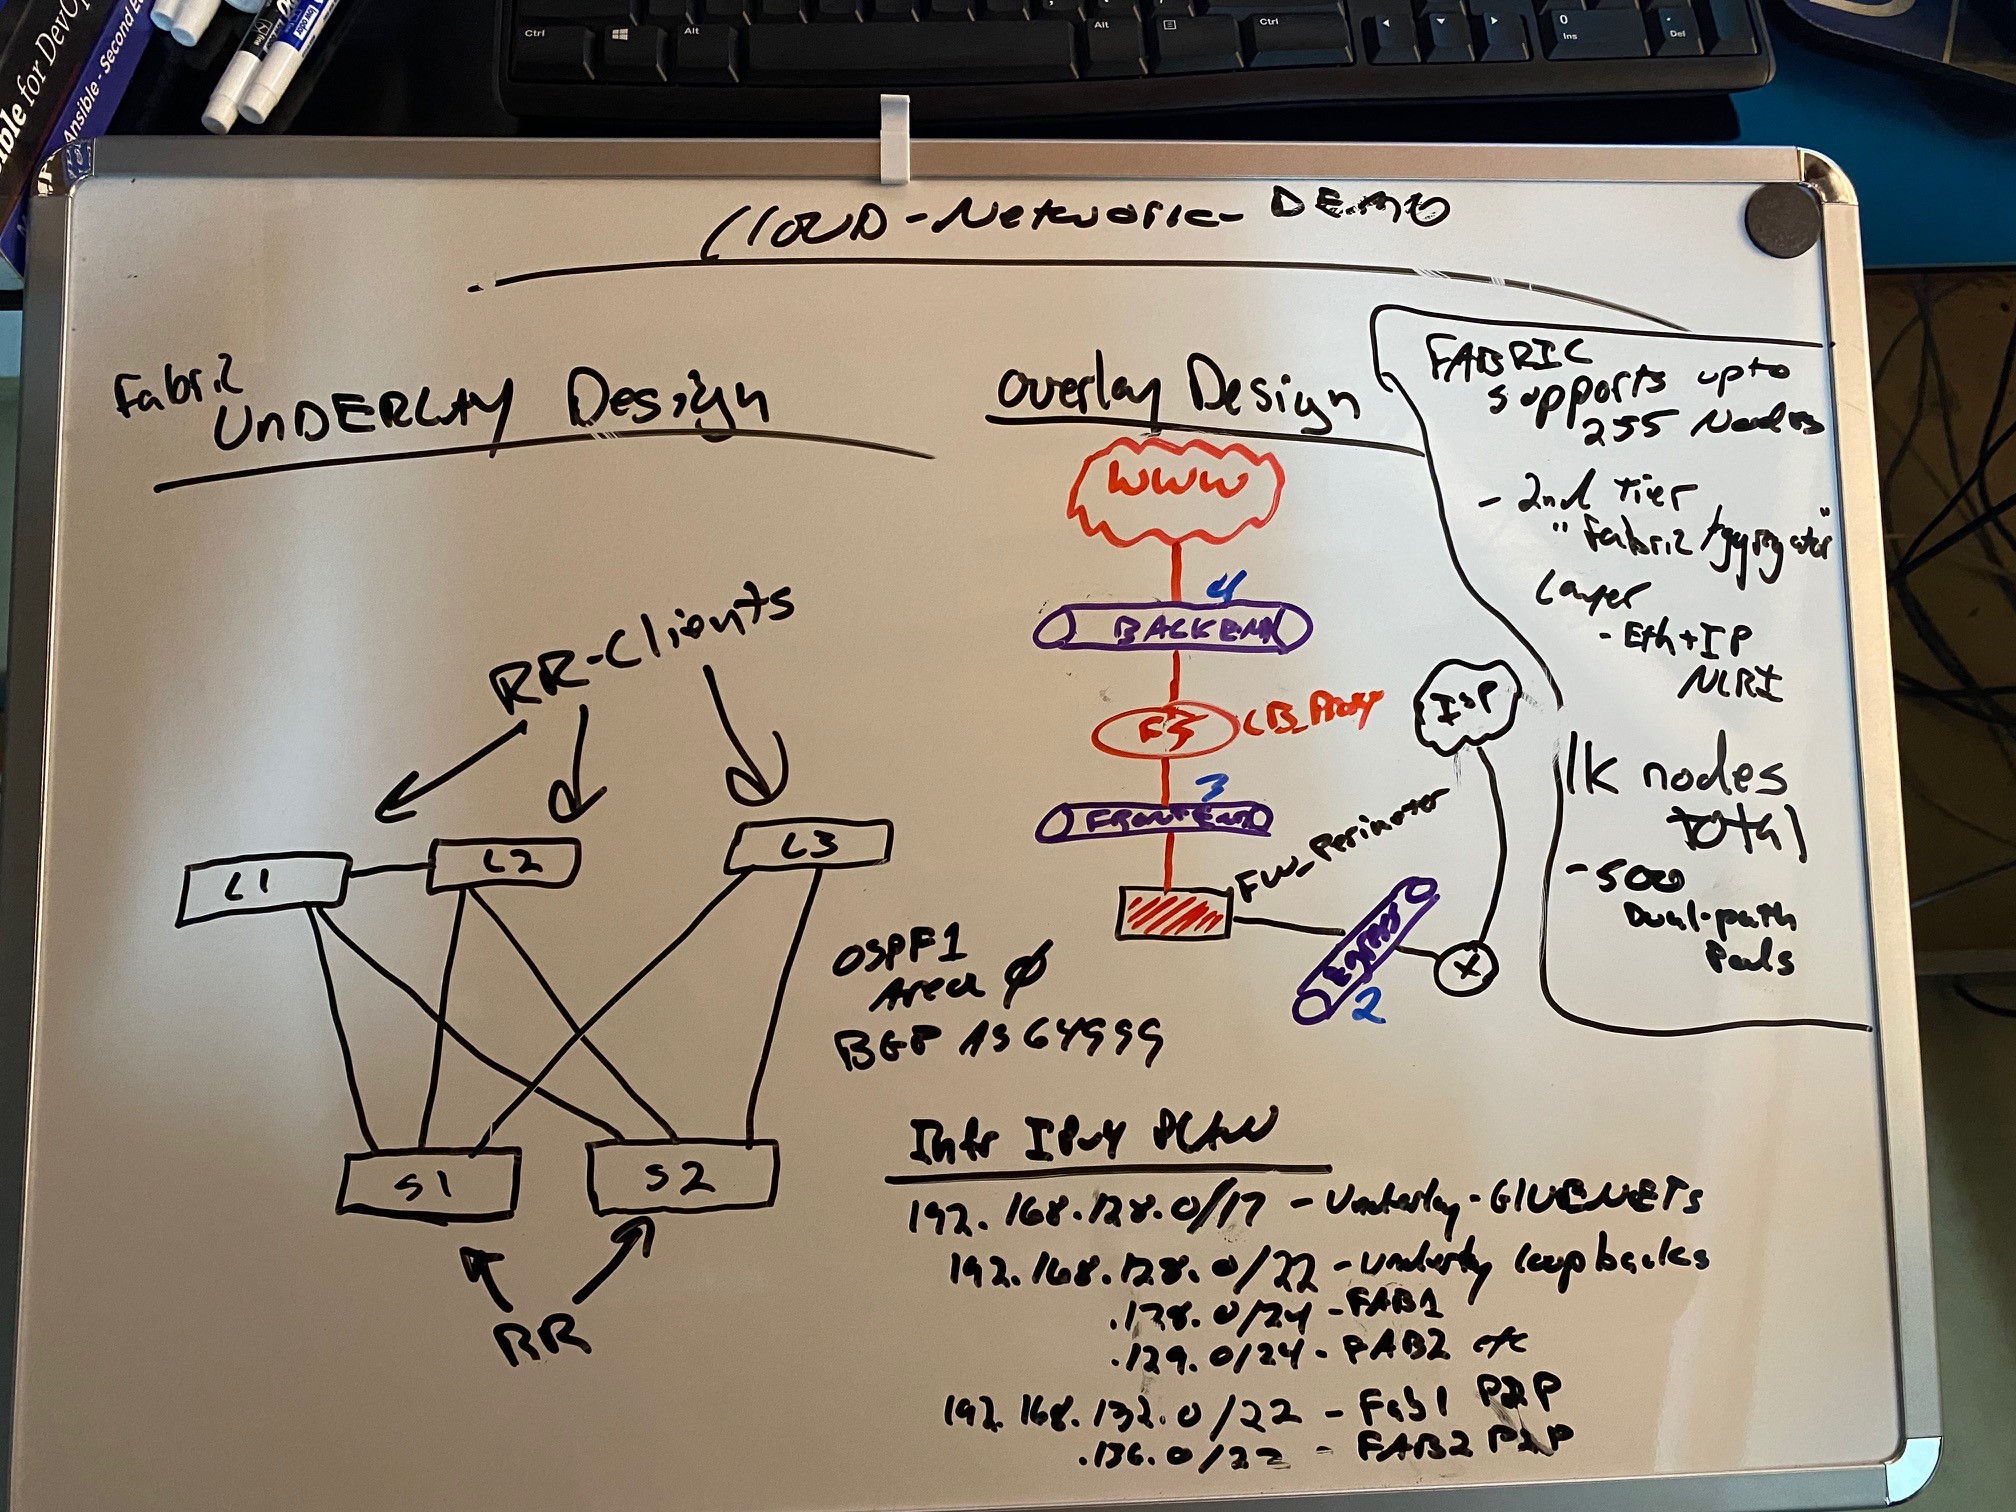 Ctrl
Alt
Alt
Ctrl
0
Ins
.
Del
ible for DevOp
Ansible - Second Ed
CLOUD-Network-DEMO
Fabric
UnDERLAY Design
Overlay Design
FABRIC
supports upto
255 Nodes
- 2nd Tier
"Fabric Aggregator"
Layer
- Eth+IP
NLRI
1k nodes
total
- 500
Dual-path
Pods
WWW
4
BACKEND
F5
LB_Proxy
3
FRONTEND
FW_Perimeter
Egress
2
X
ISP
RR-Clients
L1
L2
L3
OSPF1
Area Ø
BGP AS 64999
S1
S2
RR
Infr IPv4 PLAN
192.168.128.0/17 - Underlay-GLUENETs
192.168.128.0/22 - Underlay loopbacks
.128.0/24 - FAB1
.129.0/24 - FAB2 etc
192.168.132.0/22 - Fab1 P2P
.136.0/22 - FAB2 P2P